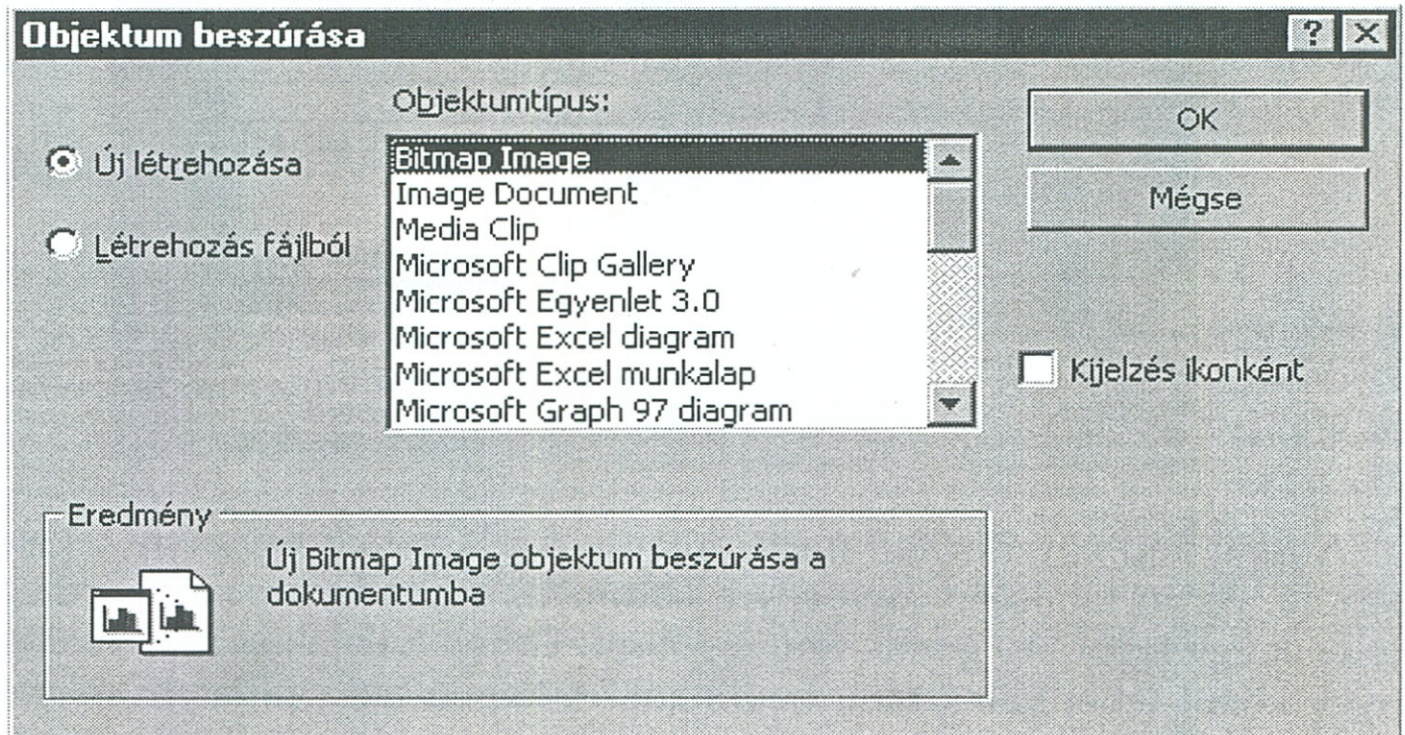 Objektum beszúrása
Objektumtípus:
Új létrehozása
Létrehozás fájlból
Bitmap Image
Image Document
Media Clip
Microsoft Clip Gallery
Microsoft Egyenlet 3.0
Microsoft Excel diagram
Microsoft Excel munkalap
Microsoft Graph 97 diagram
OK
Mégse
Kijelzés ikonként
Eredmény
Új Bitmap Image objektum beszúrása a
dokumentumba